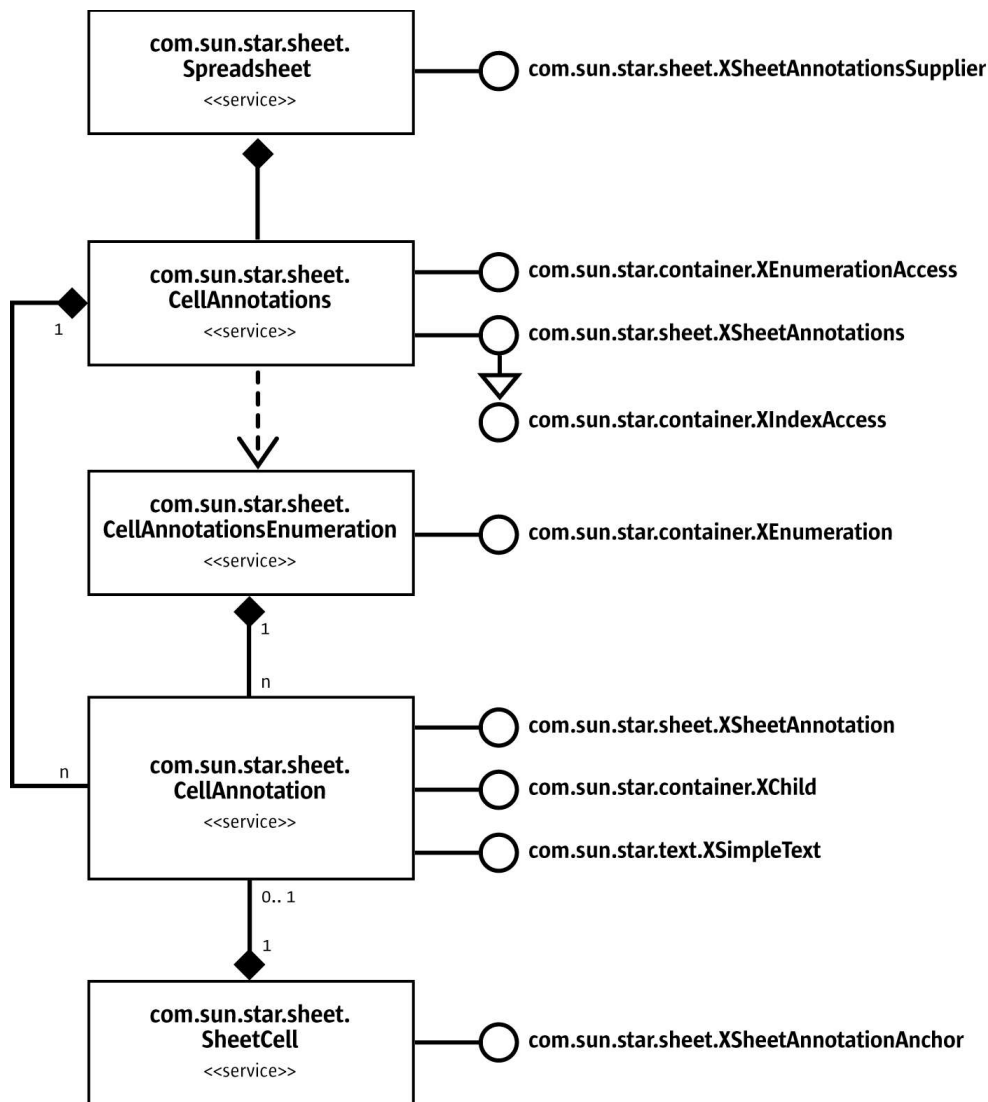 com.sun.star.sheet.
Spreadsheet
<<service>>
com.sun.star.sheet.XSheetAnnotationsSupplier
com.sun.star.sheet.
CellAnnotations
<<service>>
com.sun.star.container.XEnumerationAccess
com.sun.star.sheet.XSheetAnnotations
com.sun.star.container.XIndexAccess
1
com.sun.star.sheet.
CellAnnotationsEnumeration
<<service>>
com.sun.star.container.XEnumeration
1
n
n
com.sun.star.sheet.
CellAnnotation
<<service>>
com.sun.star.sheet.XSheetAnnotation
com.sun.star.container.XChild
com.sun.star.text.XSimpleText
0.. 1
1
com.sun.star.sheet.
SheetCell
<<service>>
com.sun.star.sheet.XSheetAnnotationAnchor